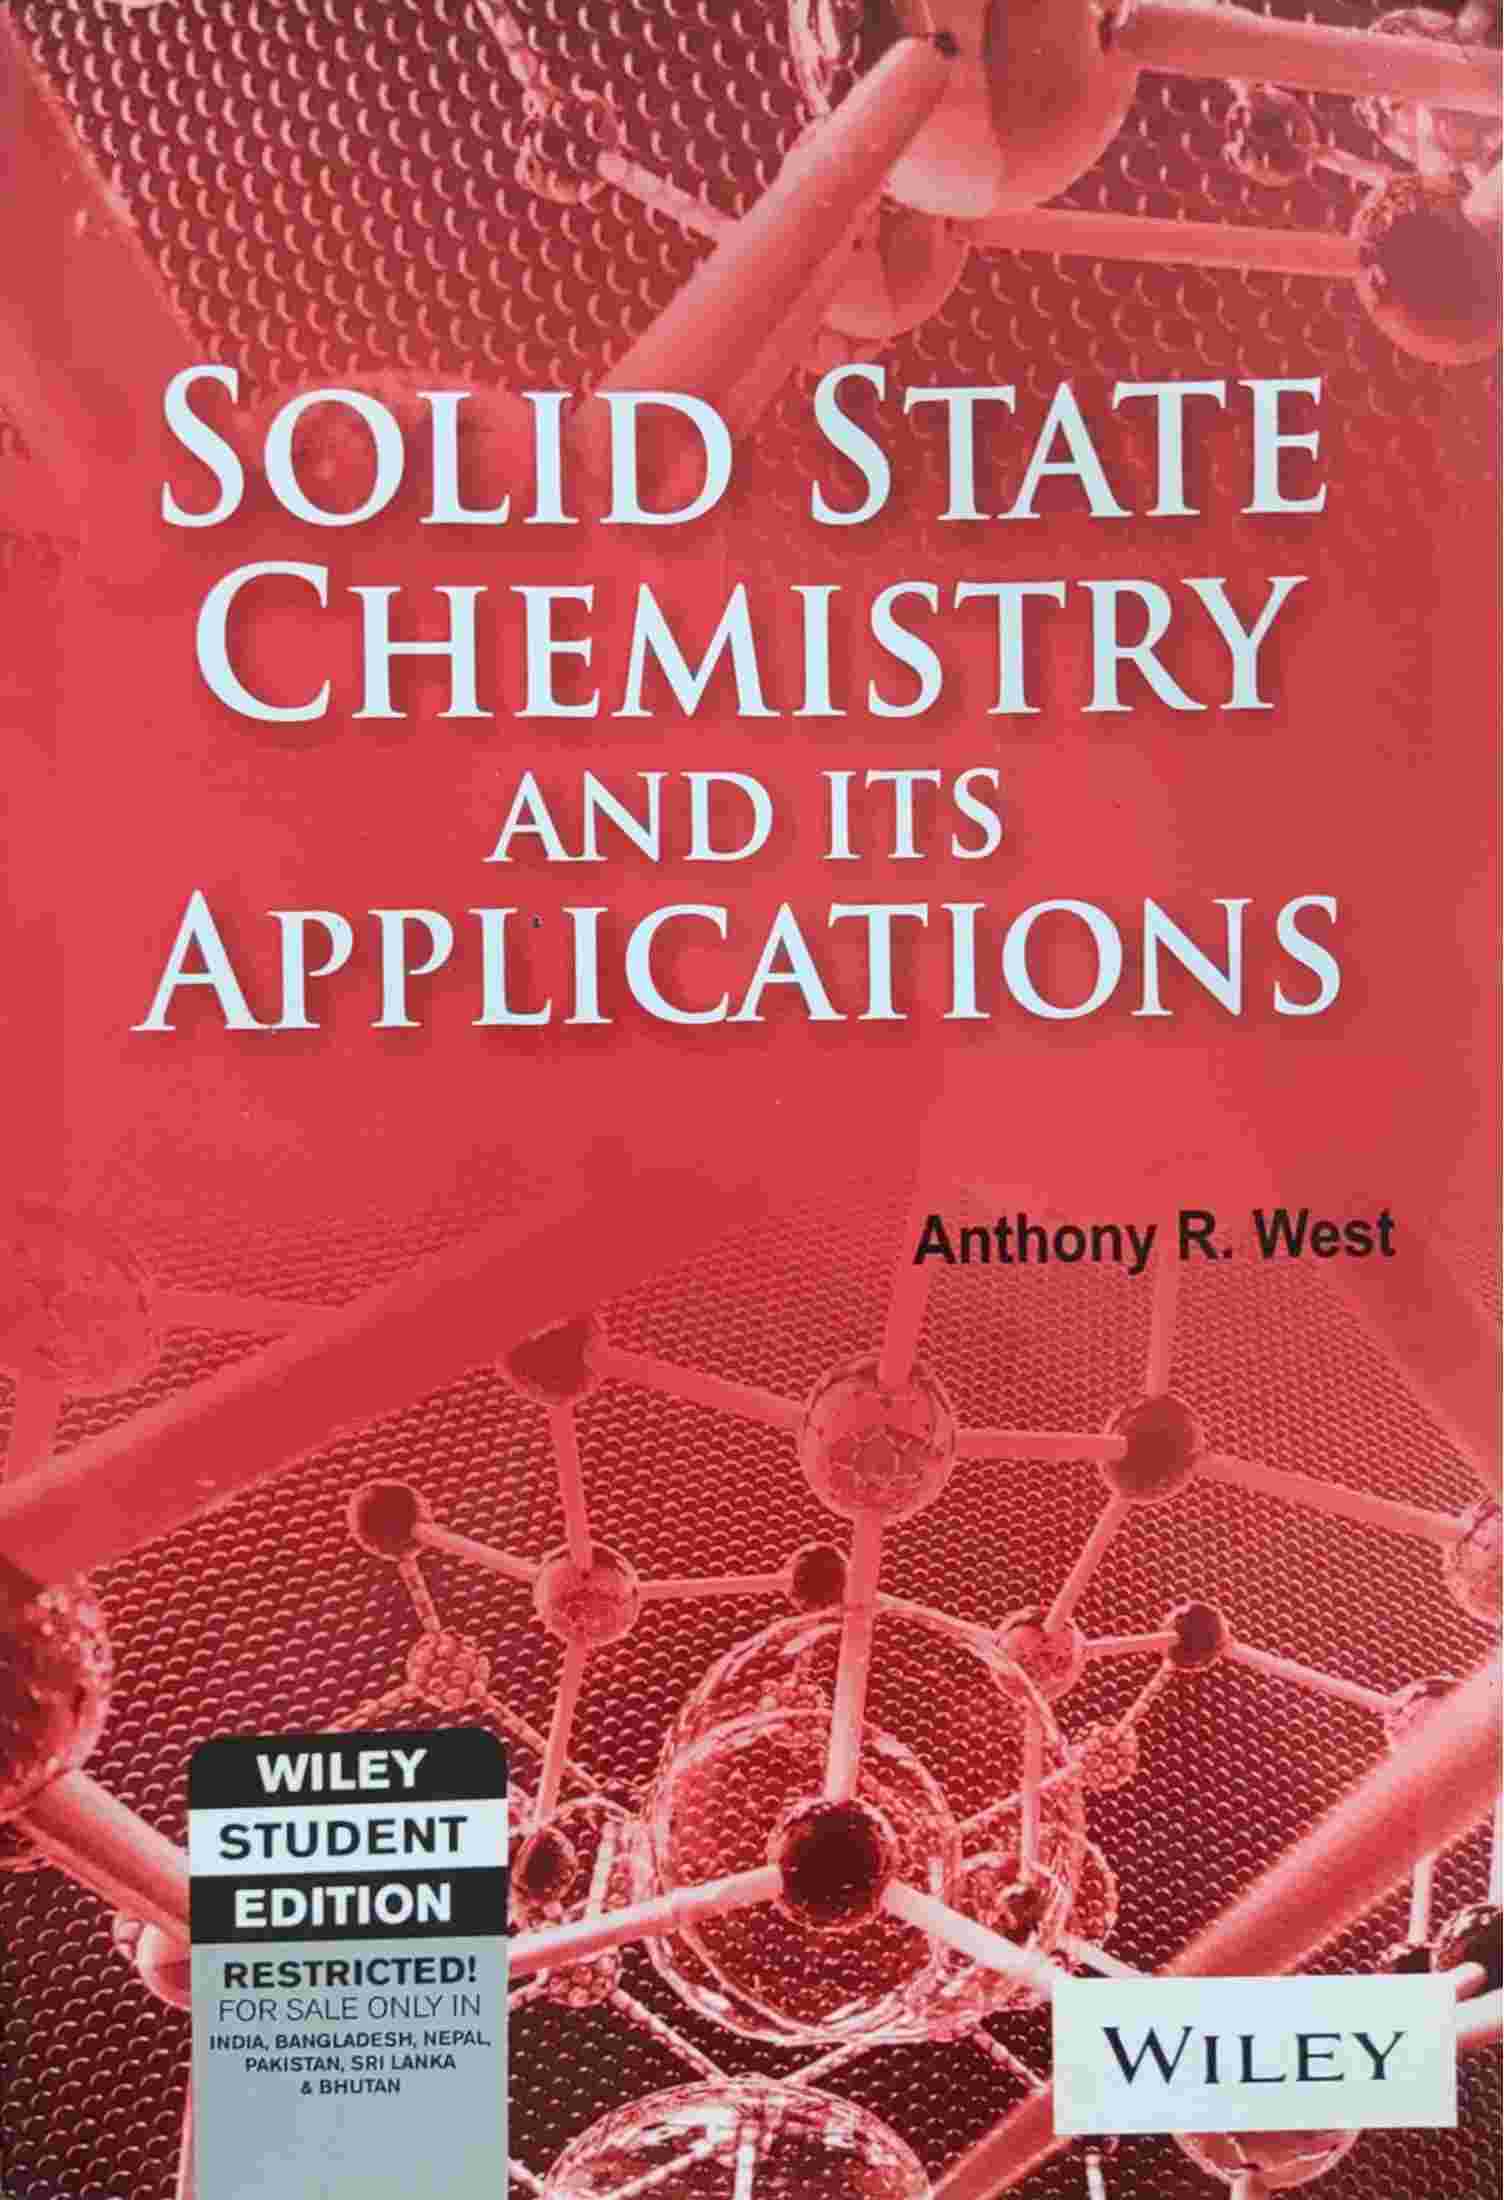 SOLID STATE
CHEMISTRY
AND ITS
APPLICATIONS
Anthony R. West
WILEY
STUDENT
EDITION
RESTRICTED!
FOR SALE ONLY IN
INDIA, BANGLADESH, NEPAL,
PAKISTAN, SRI LANKA
& BHUTAN
WILEY